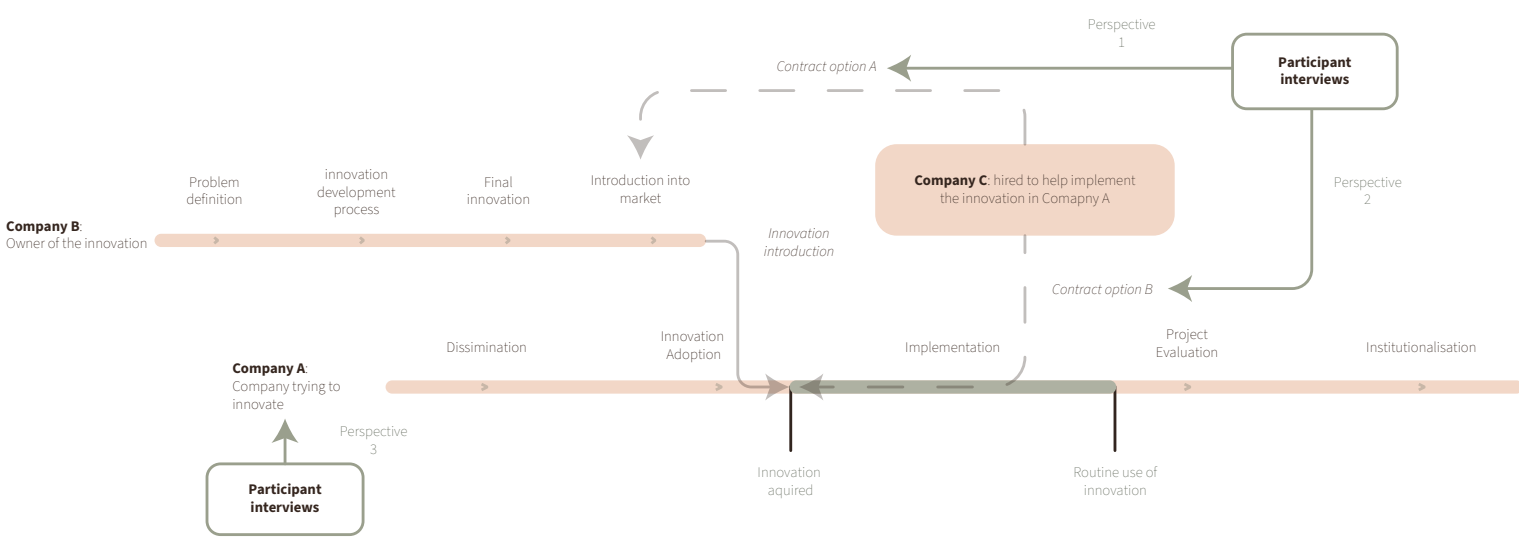 Perspective
1
Contract option A
Participant
interviews
Problem
definition
innovation
development
process
Final
innovation
Introduction into
market
Company C: hired to help implement
the innovation in Comapny A
Perspective
2
Company B:
Owner of the innovation
Innovation
introduction
Contract option B
Dissimination
Innovation
Adoption
Implementation
Project
Evaluation
Institutionalisation
Company A:
Company trying to
innovate
Perspective
3
Participant
interviews
Innovation
aquired
Routine use of
innovation